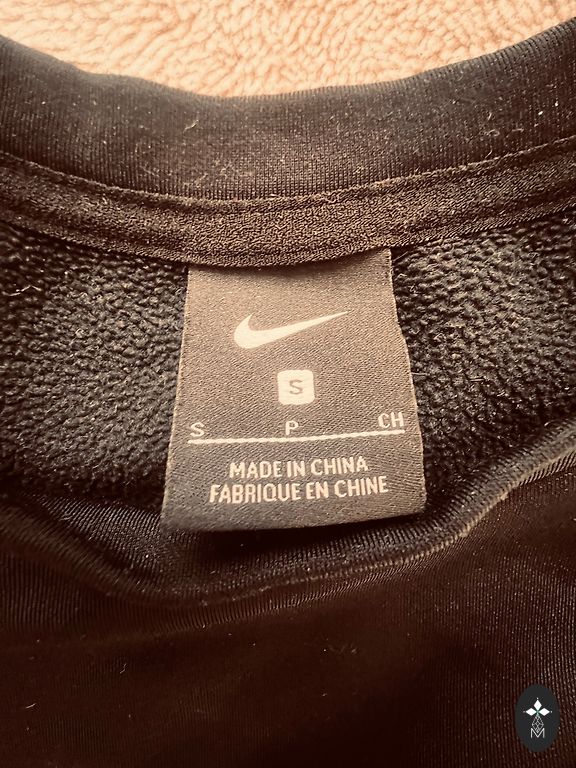 S
S P CH
MADE IN CHINA
FABRIQUE EN CHINE
M